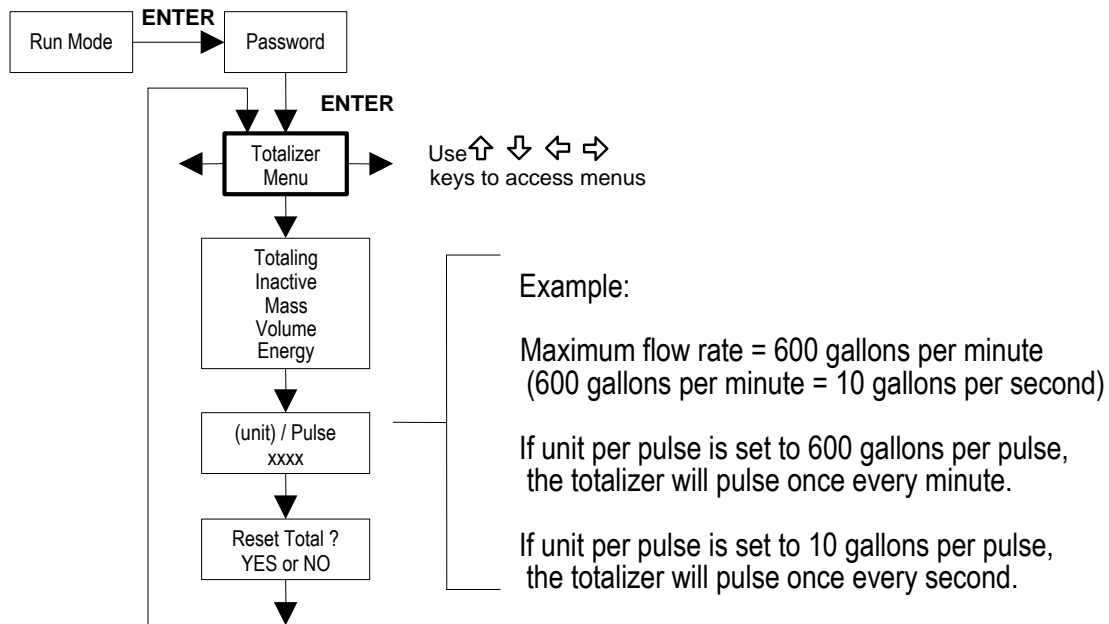 ENTER
Run Mode
Password
ENTER
Totalizer
Menu
Use ⇧ ⇩ ⇦ ⇨
keys to access menus
Totaling
Inactive
Mass
Volume
Energy
(unit) / Pulse
xxxx
Reset Total ?
YES or NO
Example:
Maximum flow rate = 600 gallons per minute
(600 gallons per minute = 10 gallons per second)
If unit per pulse is set to 600 gallons per pulse,
the totalizer will pulse once every minute.
If unit per pulse is set to 10 gallons per pulse,
the totalizer will pulse once every second.